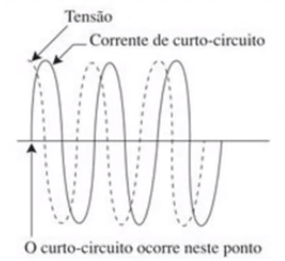 Tensão
Corrente de curto-circuito
O curto-circuito ocorre neste ponto